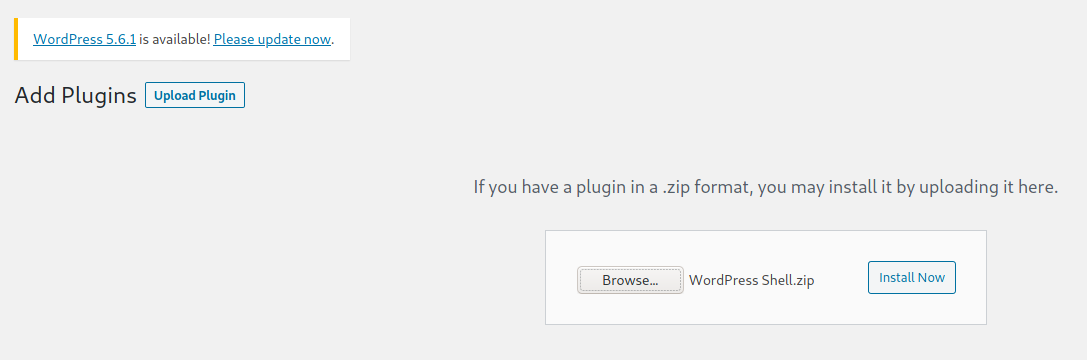 WordPress 5.6.1 is available! Please update now.
Add Plugins Upload Plugin
If you have a plugin in a .zip format, you may install it by uploading it here.
Browse... WordPress Shell.zip Install Now